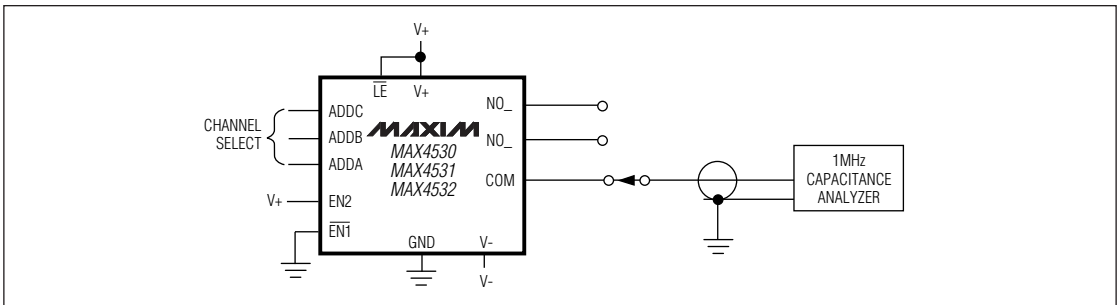 V+
LE
V+
ADDC
ADDB
ADDA
CHANNEL
SELECT
V+
EN2
EN1
MAXIM
MAX4530
MAX4531
MAX4532
NO_
NO_
COM
GND
V-
V-
1MHz
CAPACITANCE
ANALYZER